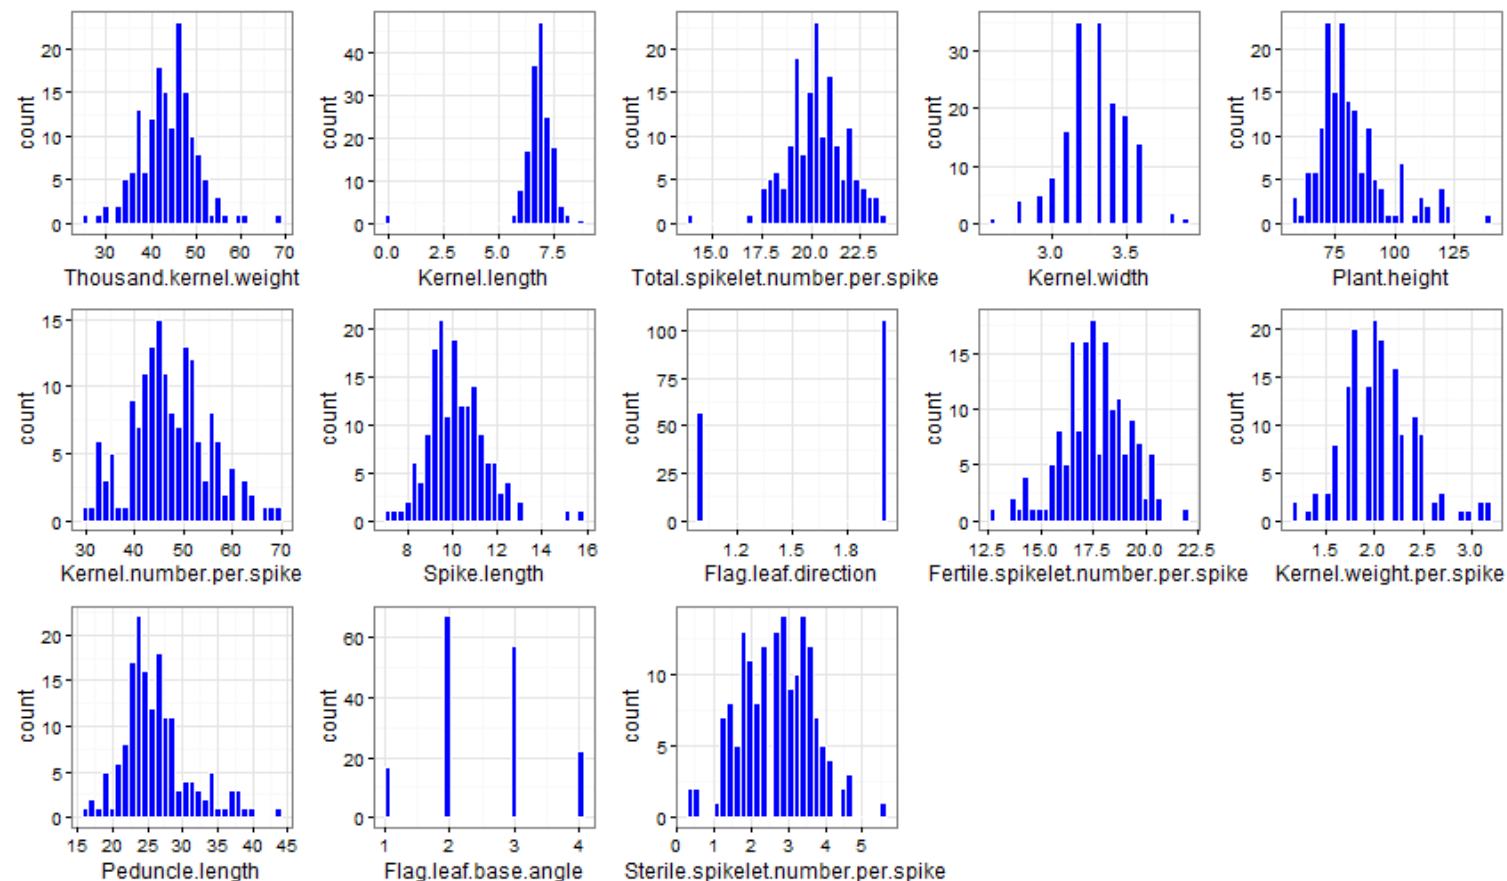 count
20
15
10
5
0
30 40 50 60 70
Thousand.kernel.weight
count
40
30
20
10
0
0.0 2.5 5.0 7.5
Kernel.length
count
20
15
10
5
0
15.0 17.5 20.0 22.5
Total.spikelet.number.per.spike
count
30
20
10
0
3.0 3.5
Kernel.width
count
20
15
10
5
0
75 100 125
Plant.height
count
15
10
5
0
30 40 50 60 70
Kernel.number.per.spike
count
20
15
10
5
0
8 10 12 14 16
Spike.length
count
100
75
50
25
0
1.2 1.5 1.8
Flag.leaf.direction
count
15
10
5
0
12.5 15.0 17.5 20.0 22.5
Fertile.spikelet.number.per.spike
count
20
15
10
5
0
1.5 2.0 2.5 3.0
Kernel.weight.per.spike
count
20
15
10
5
0
15 20 25 30 35 40 45
Peduncle.length
count
60
40
20
0
1 2 3 4
Flag.leaf.base.angle
count
10
5
0
0 1 2 3 4 5
Sterile.spikelet.number.per.spike